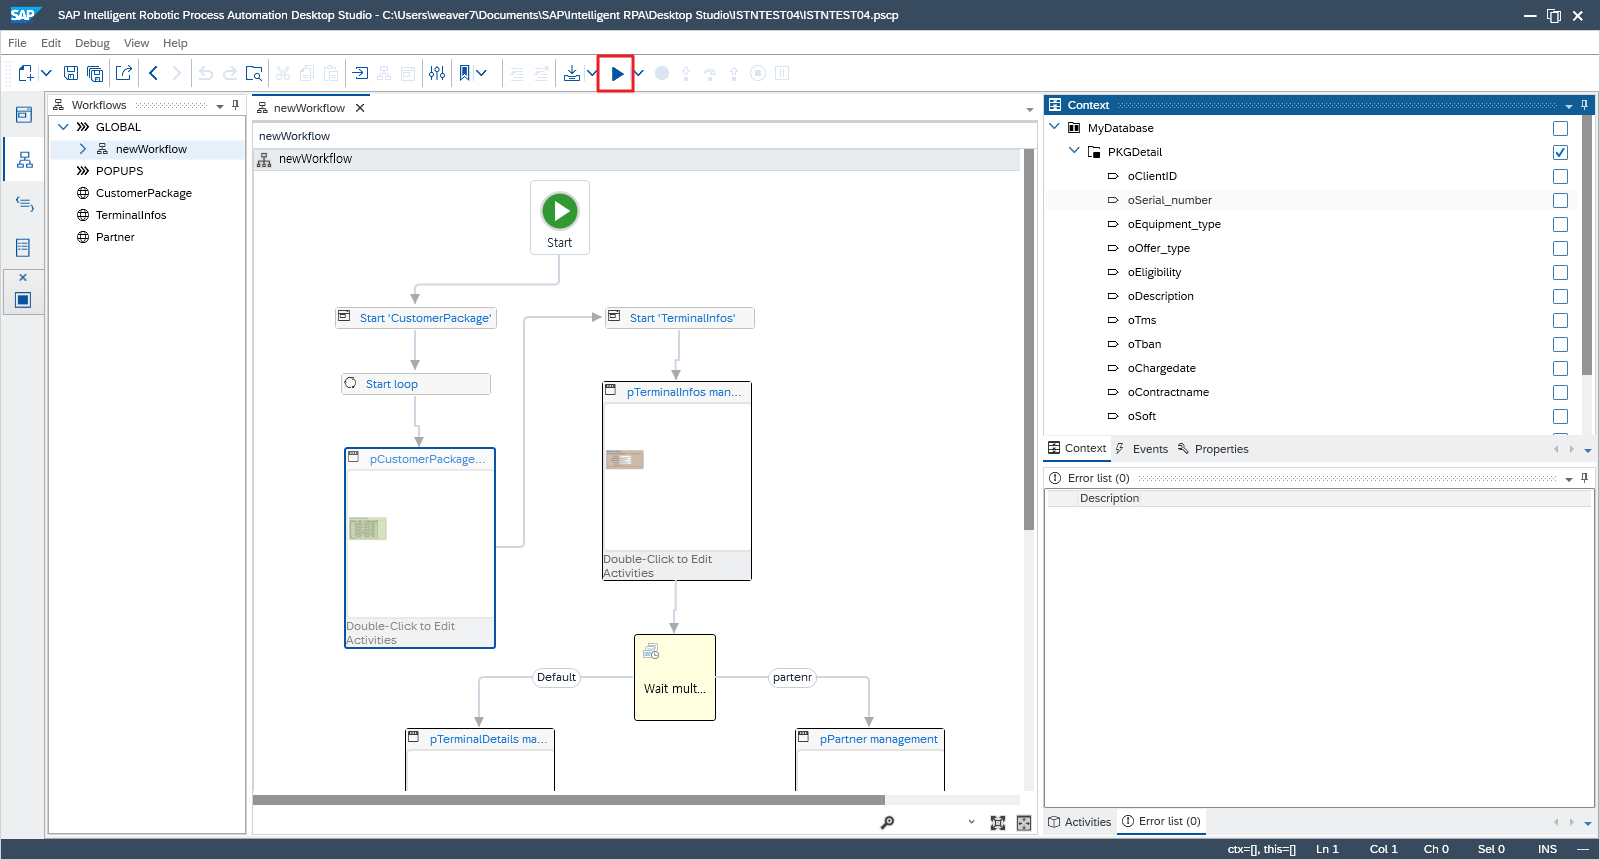 SAP SAP Intelligent Robotic Process Automation Desktop Studio - C:\Users\weaver7\Documents\SAP\Intelligent RPA\Desktop Studio\ISTNTEST04\ISTNTEST04.pscp
File Edit Debug View Help
Workflows
GLOBAL
newWorkflow
POPUPS
CustomerPackage
TerminalInfos
Partner
newWorkflow
newWorkflow
newWorkflow
Start
Start 'CustomerPackage'
Start 'TerminalInfos'
Start loop
pTerminalInfos man...
pCustomerPackage...
Double-Click to Edit
Activities
Double-Click to Edit
Activities
Default
partenr
Wait mult...
pTerminalDetails ma...
pPartner management
Context
MyDatabase
PKGDetail
oClientID
oSerial_number
oEquipment_type
oOffer_type
oEligibility
oDescription
oTms
oTban
oChargedate
oContractname
oSoft
Context Events Properties
Error list (0)
Description
Activities Error list (0)
ctx=[], this=[] Ln 1 Col 1 Ch 0 Sel 0 INS ---